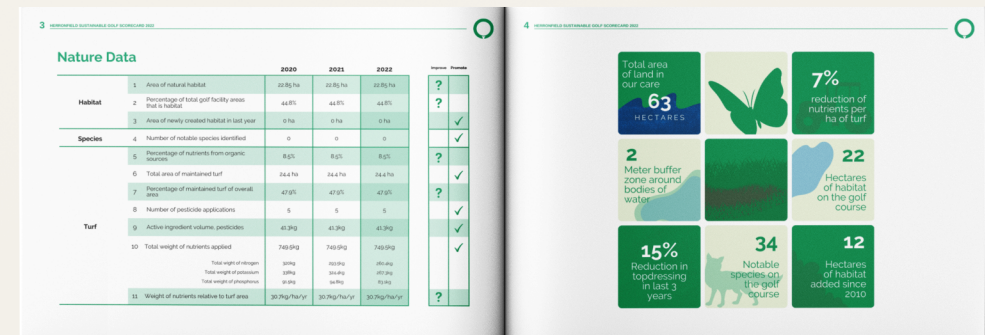 3 HERRONFIELD SUSTAINABLE GOLF SCORECARD 2022
Nature Data
2020 2021 2022 Improve Promote
Habitat
1 Area of natural habitat 22.85 ha 22.85 ha 22.85 ha ?
2 Percentage of total golf facility areas
that is habitat 44.8% 44.8% 44.8% ?
3 Area of newly created habitat in last year 0 ha 0 ha 0 ha ✓
Species
4 Number of notable species identified 0 0 0 ✓
Turf
5 Percentage of nutrients from organic
sources 8.5% 8.5% 8.5% ?
6 Total area of maintained turf 24.4 ha 24.4 ha 24.4 ha ✓
7 Percentage of maintained turf of overall
area 47.9% 47.9% 47.9% ?
8 Number of pesticide applications 5 5 5 ✓
9 Active ingredient volume, pesticides 41.3kg 41.3kg 41.3kg ✓
10 Total weight of nutrients applied 749.5kg 749.5kg 749.5kg ✓
Total wight of nitrogen
Total weight of potassium
Total weight of phosphorus
11 Weight of nutrients relative to turf area 30.7kg/ha/yr 30.7kg/ha/yr 30.7kg/ha/yr ?
4 HERRONFIELD SUSTAINABLE GOLF SCORECARD 2022
Total area
of land in
our care
63
HECTARES
7%
reduction of
nutrients per
ha of turf
2
Meter buffer
zone around
bodies of
water
22
Hectares
of habitat
on the golf
course
15%
Reduction in
topdressing
in last 3
years
34
Notable
species on
the golf
course
12
Hectares
of habitat
added since
2010